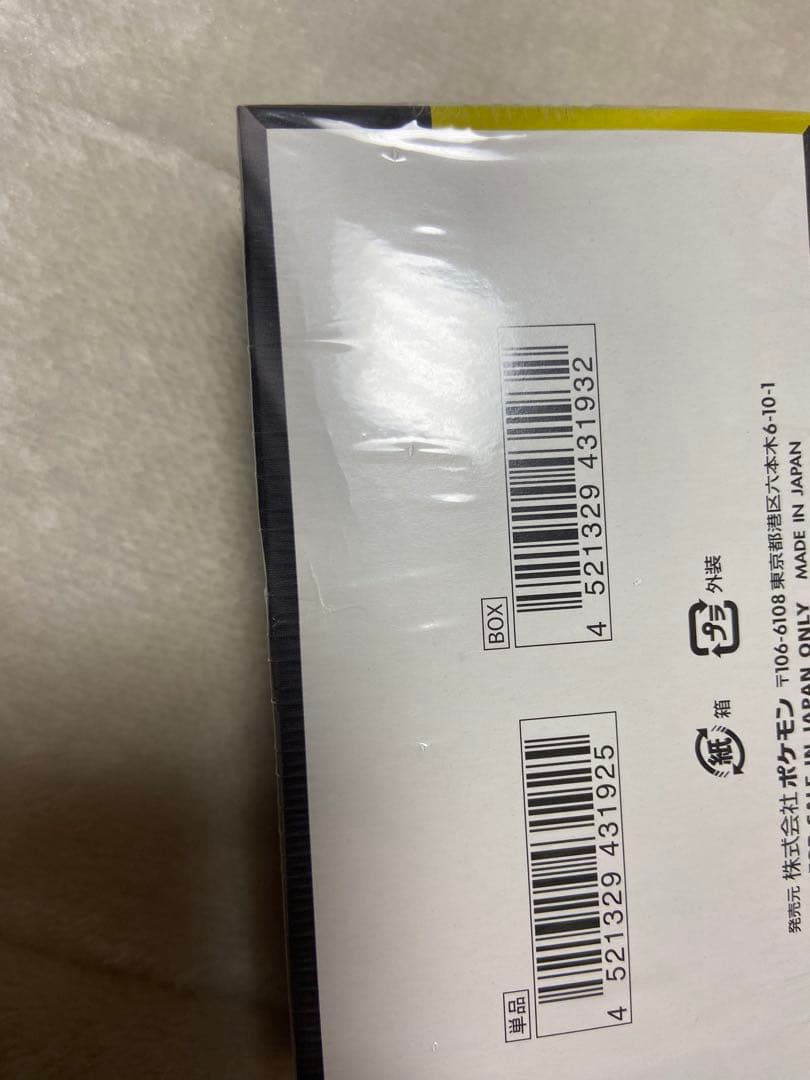 単品
4 521329 431925
BOX
4 521329 431932
紙 箱
プラ 外装
発売元 株式会社ポケモン 〒106-6108 東京都港区六本木6-10-1
FOR SALE IN JAPAN ONLY MADE IN JAPAN